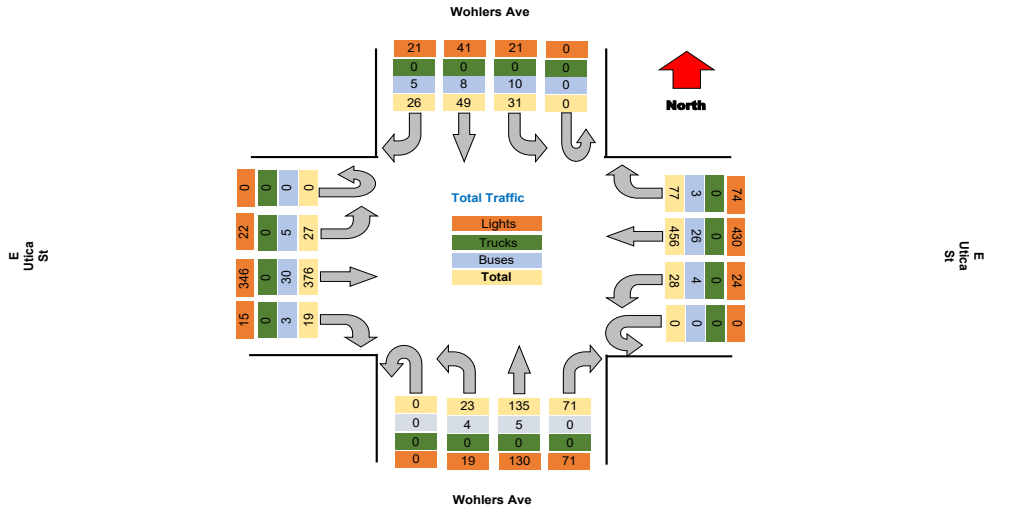 Wohlers Ave
21 41 21 0
0 0 0 0
5 8 10 0
26 49 31 0
North
0 0 0 0
22 0 5 27
346 0 30 376
15 0 3 19
E
Utica
St
Total Traffic
Lights
Trucks
Buses
Total
77 3 0 74
456 26 0 430
28 4 0 24
0 0 0 0
E
Utica
St
0 23 135 71
0 4 5 0
0 0 0 0
0 19 130 71
Wohlers Ave